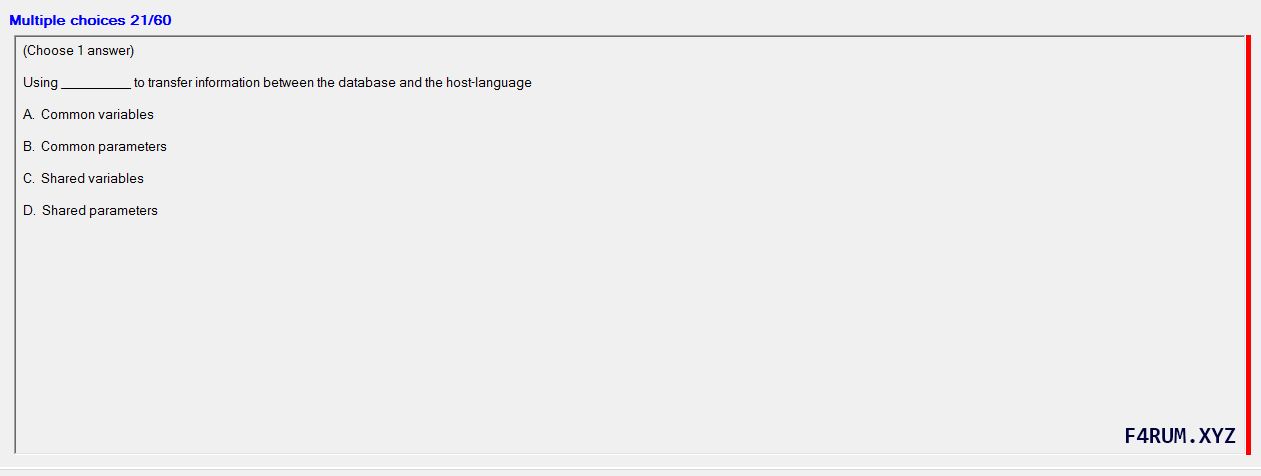 Multiple choices 21/60
(Choose 1 answer)
Using __________ to transfer information between the database and the host-language
A. Common variables
B. Common parameters
C. Shared variables
D. Shared parameters
F4RUM.XYZ